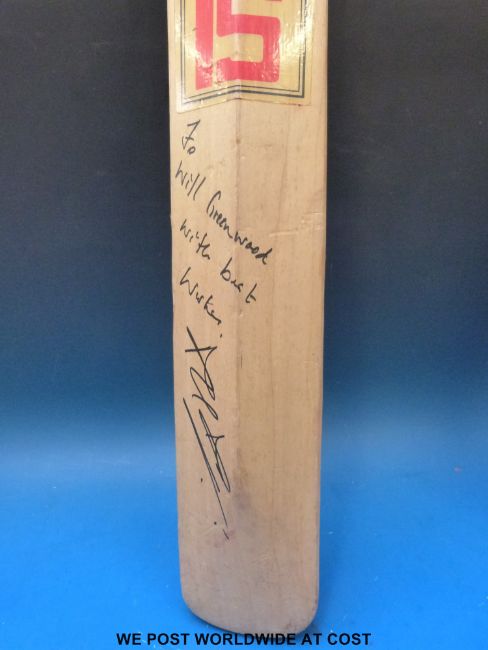 To
Will Greenwood
with best
wishes.
WE POST WORLDWIDE AT COST